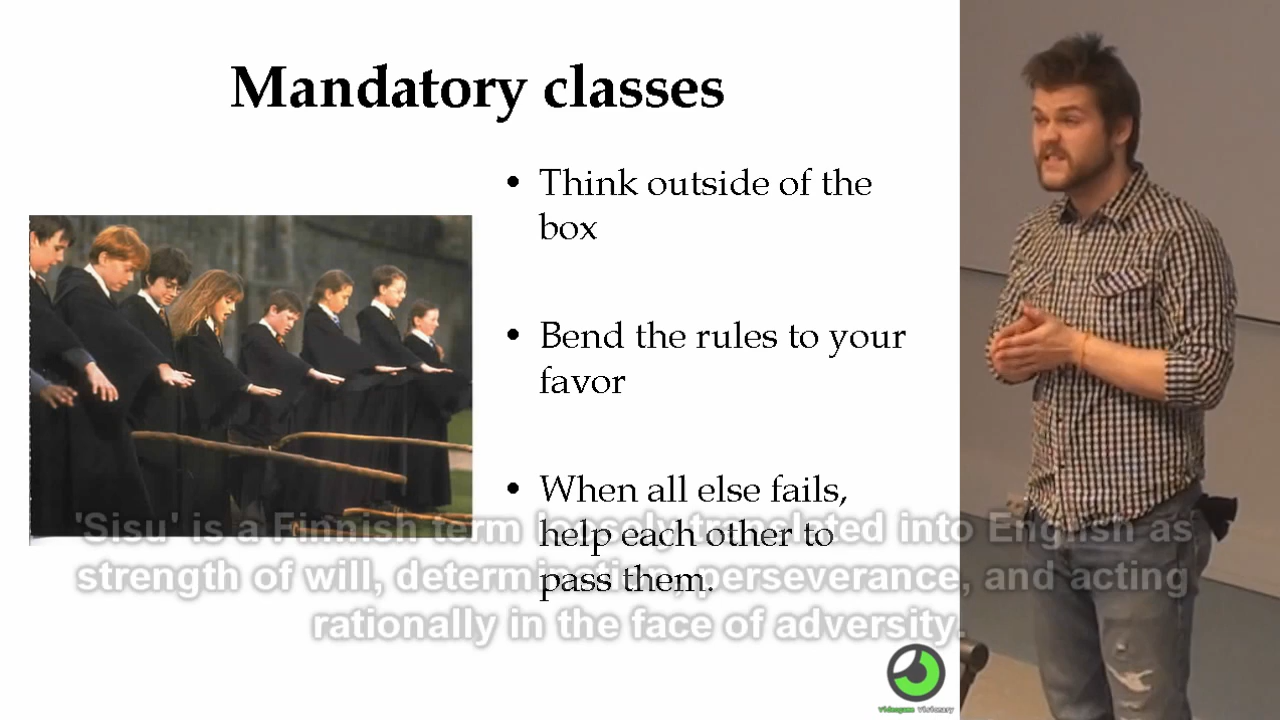 Mandatory classes
• Think outside of the
box
• Bend the rules to your
favor
• When all else fails,
help each other to
pass them.
'Sisu' is a Finnish term loosely translated into English as
strength of will, determination, perseverance, and acting
rationally in the face of adversity.
Videogame Visionary